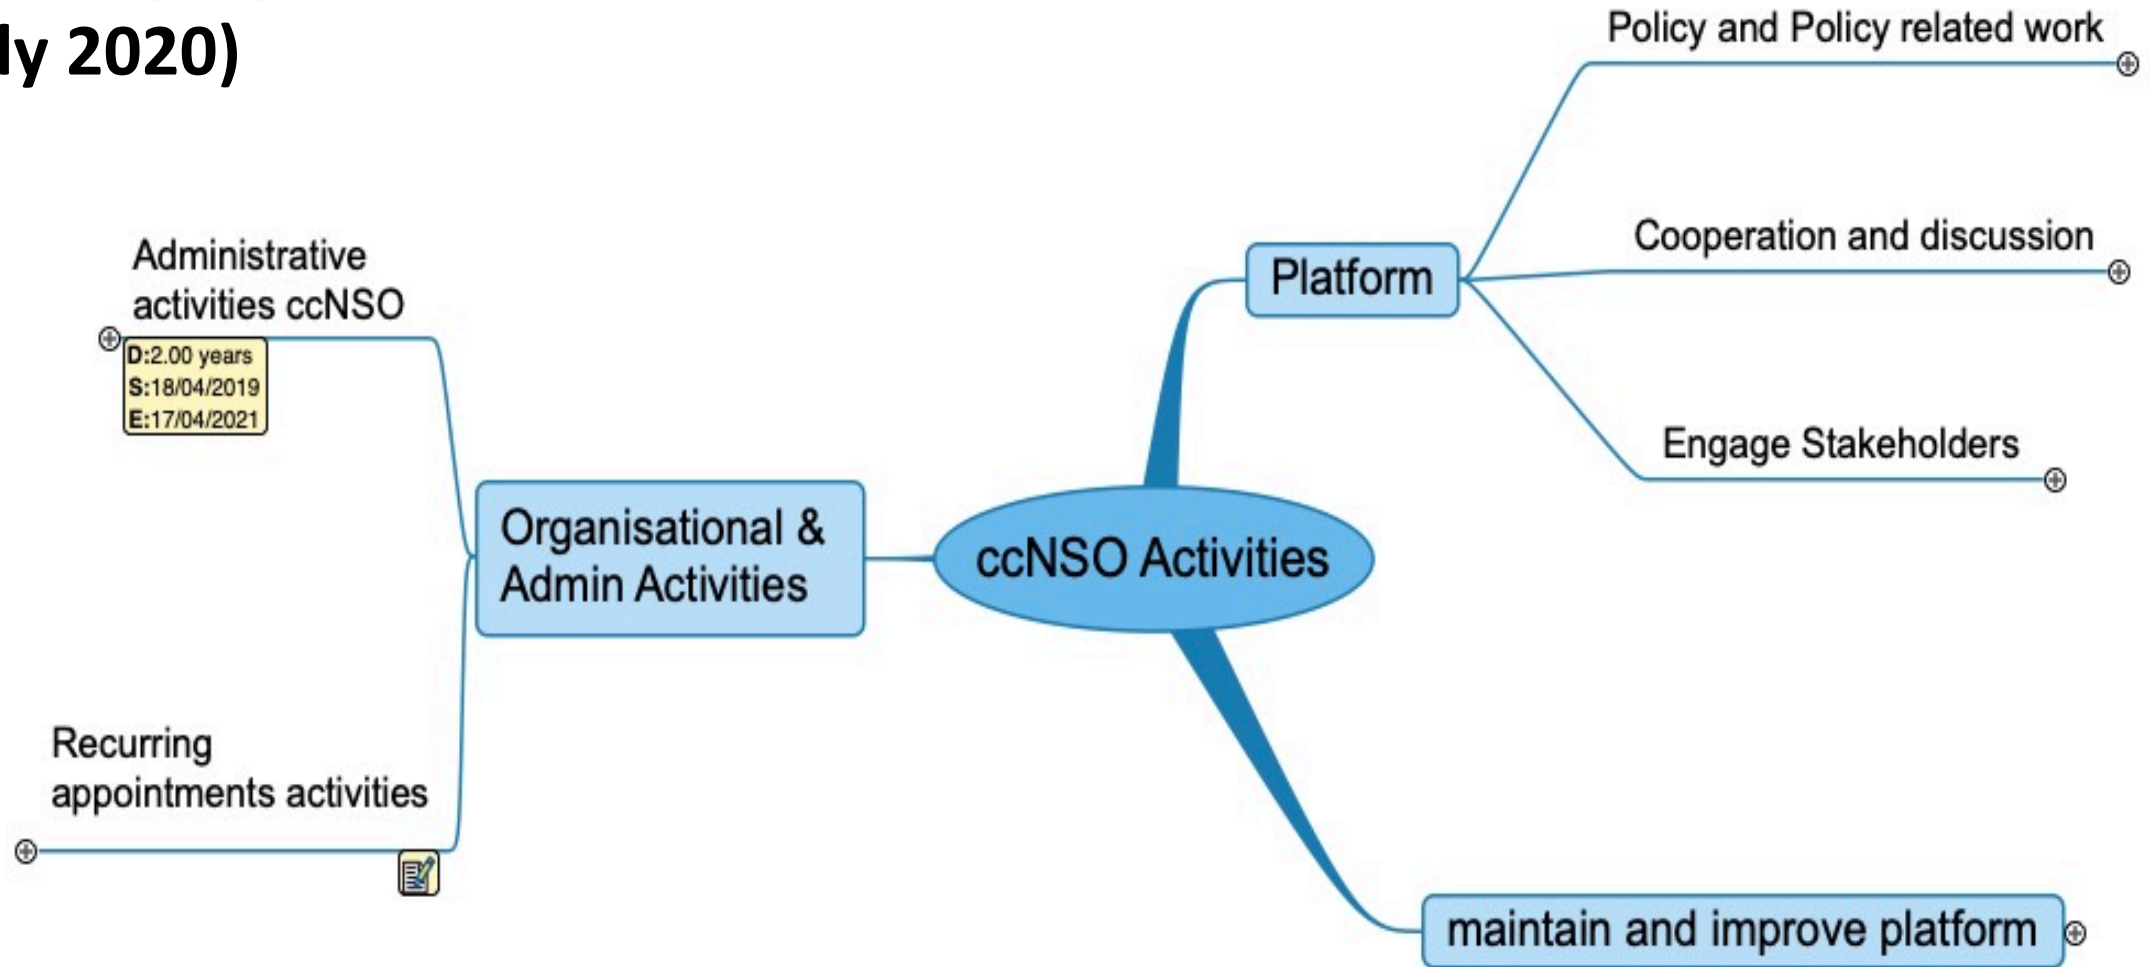 2020)
Policy and Policy related work
Cooperation and discussion
Platform
Engage Stakeholders
Administrative
activities ccNSO
D:2.00 years
S:18/04/2019
E:17/04/2021
Organisational &
Admin Activities
ccNSO Activities
Recurring
appointments activities
maintain and improve platform